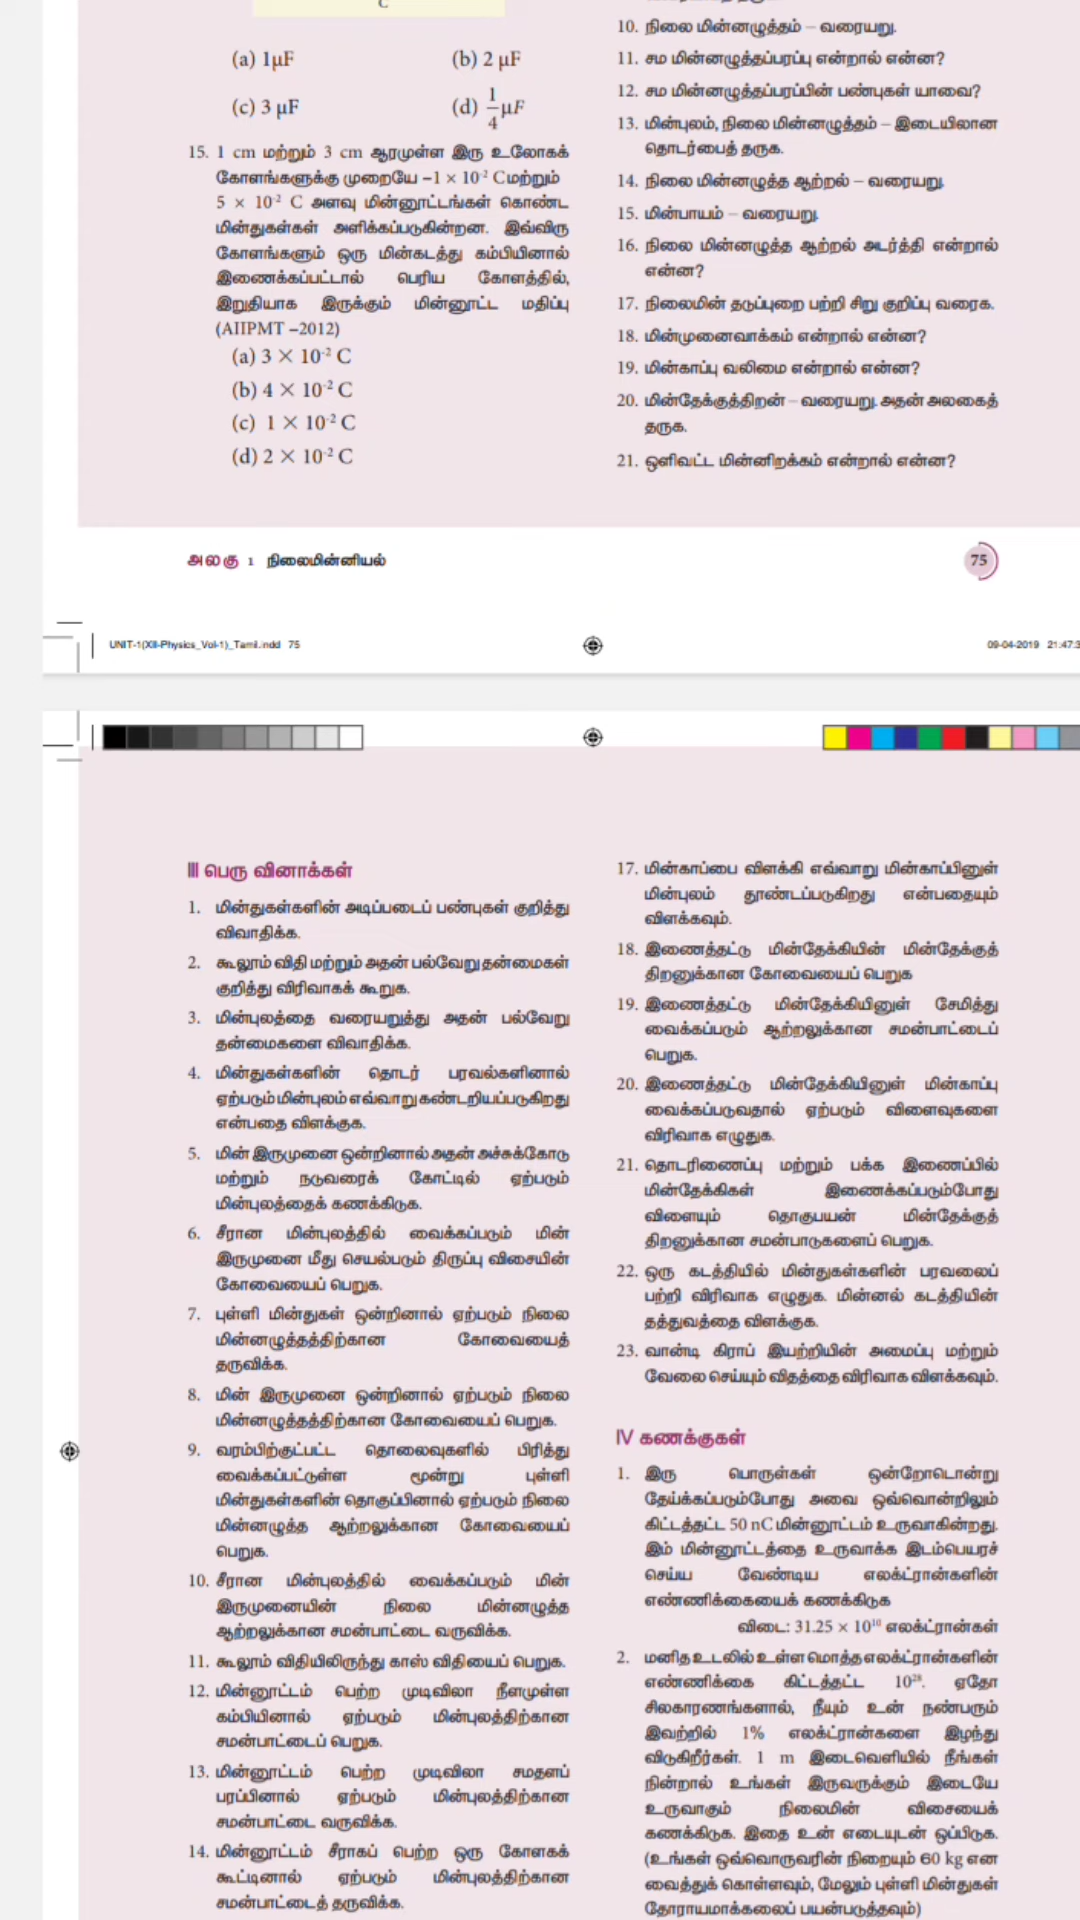 C
(a) 1μF
(b) 2 μF
(c) 3 μF
(d) 1/4 μF
15. 1 cm மற்றும் 3 cm ஆரமுள்ள இரு உலோகக்
கோளங்களுக்கு முறையே –1 × 10⁻² C மற்றும்
5 × 10⁻² C அளவு மின்னூட்டங்கள் கொண்ட
மின்துகள்கள் அளிக்கப்படுகின்றன. இவ்விரு
கோளங்களும் ஒரு மின்கடத்து கம்பியினால்
இணைக்கப்பட்டால் பெரிய கோளத்தில்,
இறுதியாக இருக்கும் மின்னூட்ட மதிப்பு
(AIIPMT –2012)
(a) 3 × 10⁻² C
(b) 4 × 10⁻² C
(c) 1 × 10⁻² C
(d) 2 × 10⁻² C
10. நிலை மின்னழுத்தம் – வரையறு.
11. சம மின்னழுத்தப்பரப்பு என்றால் என்ன?
12. சம மின்னழுத்தப்பரப்பின் பண்புகள் யாவை?
13. மின்புலம், நிலை மின்னழுத்தம் – இடையிலான
தொடர்பைத் தருக.
14. நிலை மின்னழுத்த ஆற்றல் – வரையறு.
15. மின்பாயம் – வரையறு.
16. நிலை மின்னழுத்த ஆற்றல் அடர்த்தி என்றால்
என்ன?
17. நிலைமின் தடுப்புறை பற்றி சிறு குறிப்பு வரைக.
18. மின்முனைவாக்கம் என்றால் என்ன?
19. மின்காப்பு வலிமை என்றால் என்ன?
20. மின்தேக்குத்திறன் – வரையறு. அதன் அலகைத்
தருக.
21. ஒளிவட்ட மின்னிறக்கம் என்றால் என்ன?
அலகு 1 நிலைமின்னியல்
75
UNIT-1(XII-Physics_Vol-1)_Tamil.indd 75
09-04-2019 21:47:3
III பெரு வினாக்கள்
1. மின்துகள்களின் அடிப்படைப் பண்புகள் குறித்து
விவாதிக்க.
2. கூலூம் விதி மற்றும் அதன் பல்வேறு தன்மைகள்
குறித்து விரிவாகக் கூறுக.
3. மின்புலத்தை வரையறுத்து அதன் பல்வேறு
தன்மைகளை விவாதிக்க.
4. மின்துகள்களின் தொடர் பரவல்களினால்
ஏற்படும் மின்புலம் எவ்வாறு கண்டறியப்படுகிறது
என்பதை விளக்குக.
5. மின் இருமுனை ஒன்றினால் அதன் அச்சுக்கோடு
மற்றும் நடுவரைக் கோட்டில் ஏற்படும்
மின்புலத்தைக் கணக்கிடுக.
6. சீரான மின்புலத்தில் வைக்கப்படும் மின்
இருமுனை மீது செயல்படும் திருப்பு விசையின்
கோவையைப் பெறுக.
7. புள்ளி மின்துகள் ஒன்றினால் ஏற்படும் நிலை
மின்னழுத்தத்திற்கான கோவையைத்
தருவிக்க.
8. மின் இருமுனை ஒன்றினால் ஏற்படும் நிலை
மின்னழுத்தத்திற்கான கோவையைப் பெறுக.
9. வரம்பிற்குட்பட்ட தொலைவுகளில் பிரித்து
வைக்கப்பட்டுள்ள மூன்று புள்ளி
மின்துகள்களின் தொகுப்பினால் ஏற்படும் நிலை
மின்னழுத்த ஆற்றலுக்கான கோவையைப்
பெறுக.
10. சீரான மின்புலத்தில் வைக்கப்படும் மின்
இருமுனையின் நிலை மின்னழுத்த
ஆற்றலுக்கான சமன்பாட்டை வருவிக்க.
11. கூலூம் விதியிலிருந்து காஸ் விதியைப் பெறுக.
12. மின்னூட்டம் பெற்ற முடிவிலா நீளமுள்ள
கம்பியினால் ஏற்படும் மின்புலத்திற்கான
சமன்பாட்டைப் பெறுக.
13. மின்னூட்டம் பெற்ற முடிவிலா சமதளப்
பரப்பினால் ஏற்படும் மின்புலத்திற்கான
சமன்பாட்டை வருவிக்க.
14. மின்னூட்டம் சீராகப் பெற்ற ஒரு கோளகக்
கூட்டினால் ஏற்படும் மின்புலத்திற்கான
சமன்பாட்டைத் தருவிக்க.
17. மின்காப்பை விளக்கி எவ்வாறு மின்காப்பினுள்
மின்புலம் தூண்டப்படுகிறது என்பதையும்
விளக்கவும்.
18. இணைத்தட்டு மின்தேக்கியின் மின்தேக்குத்
திறனுக்கான கோவையைப் பெறுக
19. இணைத்தட்டு மின்தேக்கியினுள் சேமித்து
வைக்கப்படும் ஆற்றலுக்கான சமன்பாட்டைப்
பெறுக.
20. இணைத்தட்டு மின்தேக்கியினுள் மின்காப்பு
வைக்கப்படுவதால் ஏற்படும் விளைவுகளை
விரிவாக எழுதுக.
21. தொடரிணைப்பு மற்றும் பக்க இணைப்பில்
மின்தேக்கிகள் இணைக்கப்படும்போது
விளையும் தொகுபயன் மின்தேக்குத்
திறனுக்கான சமன்பாடுகளைப் பெறுக.
22. ஒரு கடத்தியில் மின்துகள்களின் பரவலைப்
பற்றி விரிவாக எழுதுக. மின்னல் கடத்தியின்
தத்துவத்தை விளக்குக.
23. வான்டி கிராப் இயற்றியின் அமைப்பு மற்றும்
வேலை செய்யும் விதத்தை விரிவாக விளக்கவும்.
IV கணக்குகள்
1. இரு பொருள்கள் ஒன்றோடொன்று
தேய்க்கப்படும்போது அவை ஒவ்வொன்றிலும்
கிட்டத்தட்ட 50 nC மின்னூட்டம் உருவாகின்றது.
இம் மின்னூட்டத்தை உருவாக்க இடம்பெயரச்
செய்ய வேண்டிய எலக்ட்ரான்களின்
எண்ணிக்கையைக் கணக்கிடுக
விடை: 31.25 × 10¹⁰ எலக்ட்ரான்கள்
2. மனித உடலில் உள்ள மொத்த எலக்ட்ரான்களின்
எண்ணிக்கை கிட்டத்தட்ட 10²⁸. ஏதோ
சிலகாரணங்களால், நீயும் உன் நண்பரும்
இவற்றில் 1% எலக்ட்ரான்களை இழந்து
விடுகிறீர்கள். 1 m இடைவெளியில் நீங்கள்
நின்றால் உங்கள் இருவருக்கும் இடையே
உருவாகும் நிலைமின் விசையைக்
கணக்கிடுக. இதை உன் எடையுடன் ஒப்பிடுக.
(உங்கள் ஒவ்வொருவரின் நிறையும் 60 kg என
வைத்துக் கொள்ளவும், மேலும் புள்ளி மின்துகள்
தோராயமாக்கலைப் பயன்படுத்தவும்)